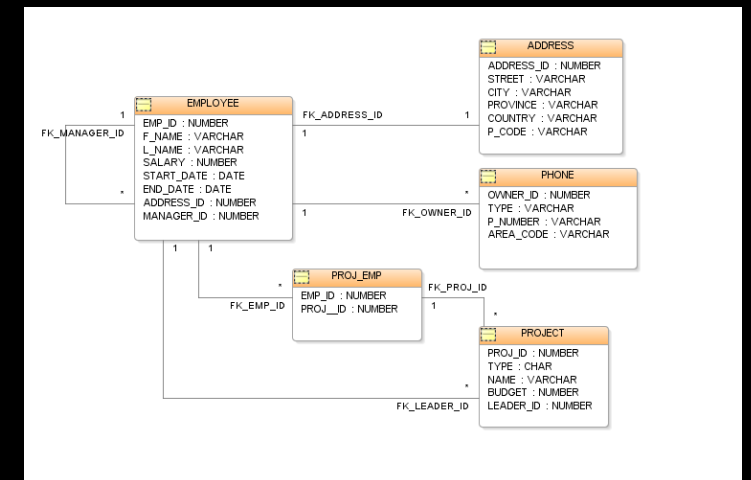 ADDRESS
ADDRESS_ID : NUMBER
STREET : VARCHAR
CITY : VARCHAR
PROVINCE : VARCHAR
COUNTRY : VARCHAR
P_CODE : VARCHAR
EMPLOYEE
EMP_ID : NUMBER
F_NAME : VARCHAR
L_NAME : VARCHAR
SALARY : NUMBER
START_DATE : DATE
END_DATE : DATE
ADDRESS_ID : NUMBER
MANAGER_ID : NUMBER
1
FK_MANAGER_ID
*
FK_ADDRESS_ID
1
1
PHONE
OWNER_ID : NUMBER
TYPE : VARCHAR
P_NUMBER : VARCHAR
AREA_CODE : VARCHAR
*
1
FK_OWNER_ID
1
1
PROJ_EMP
EMP_ID : NUMBER
PROJ__ID : NUMBER
*
FK_EMP_ID
FK_PROJ_ID
1
*
PROJECT
PROJ_ID : NUMBER
TYPE : CHAR
NAME : VARCHAR
BUDGET : NUMBER
LEADER_ID : NUMBER
*
FK_LEADER_ID